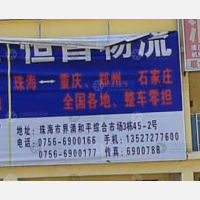 恒昌物流
珠海⟷重庆、郑州、石家庄
全国各地、整车零担
地址：珠海市界涌和平综合市场3栋45-2号
电话：0756-6900166 手机：13527277600
0756-6900177 传真：6900788